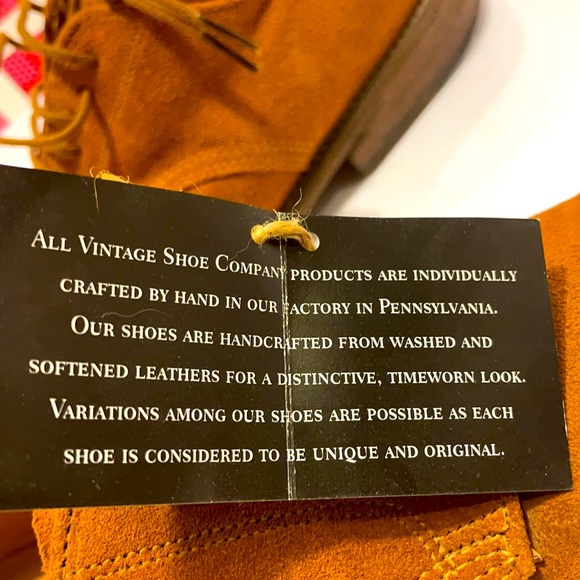 All Vintage Shoe Company products are individually
crafted by hand in our factory in Pennsylvania.
Our shoes are handcrafted from washed and
softened leathers for a distinctive, timeworn look.
Variations among our shoes are possible as each
shoe is considered to be unique and original.